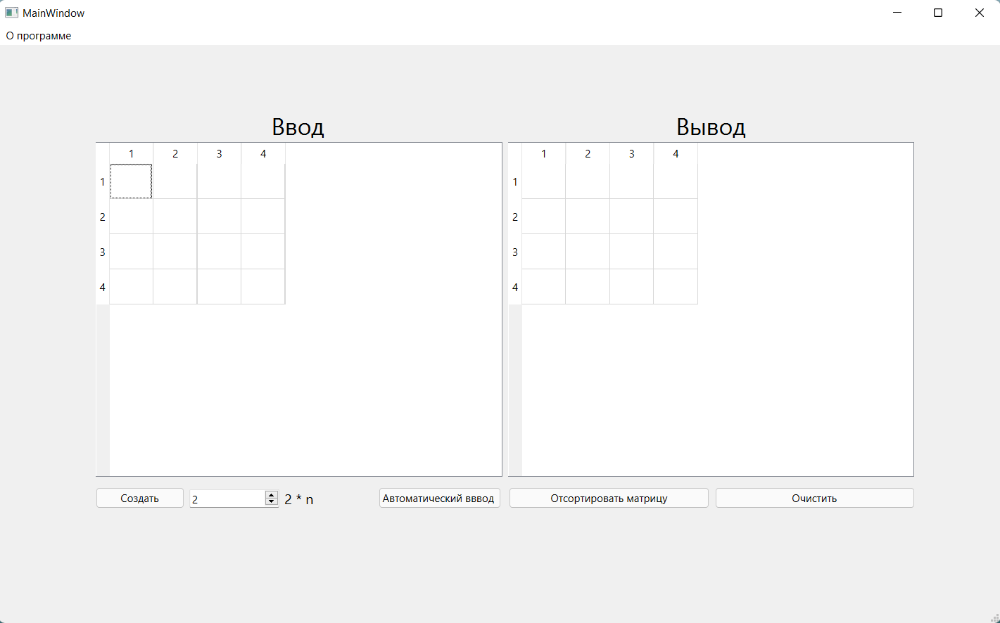 MainWindow
О программе
Ввод
Вывод
1 2 3 4
1 2 3 4
1
1
2
2
3
3
4
4
Создать
2
2 * n
Автоматический вввод
Отсортировать матрицу
Очистить